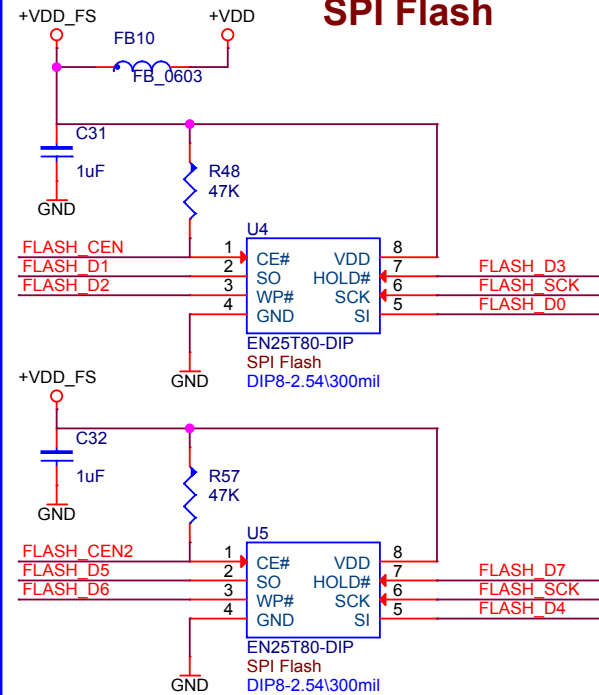 SPI Flash
+VDD_FS
+VDD
FB10
FB_0603
C31
1uF
GND
R48
47K
U4
FLASH_CEN 1 CE# VDD 8
FLASH_D1 2 SO HOLD# 7 FLASH_D3
FLASH_D2 3 WP# SCK 6 FLASH_SCK
4 GND SI 5 FLASH_D0
EN25T80-DIP
SPI Flash
DIP8-2.54\300mil
GND
+VDD_FS
C32
1uF
GND
R57
47K
U5
FLASH_CEN2 1 CE# VDD 8
FLASH_D5 2 SO HOLD# 7 FLASH_D7
FLASH_D6 3 WP# SCK 6 FLASH_SCK
4 GND SI 5 FLASH_D4
EN25T80-DIP
SPI Flash
DIP8-2.54\300mil
GND